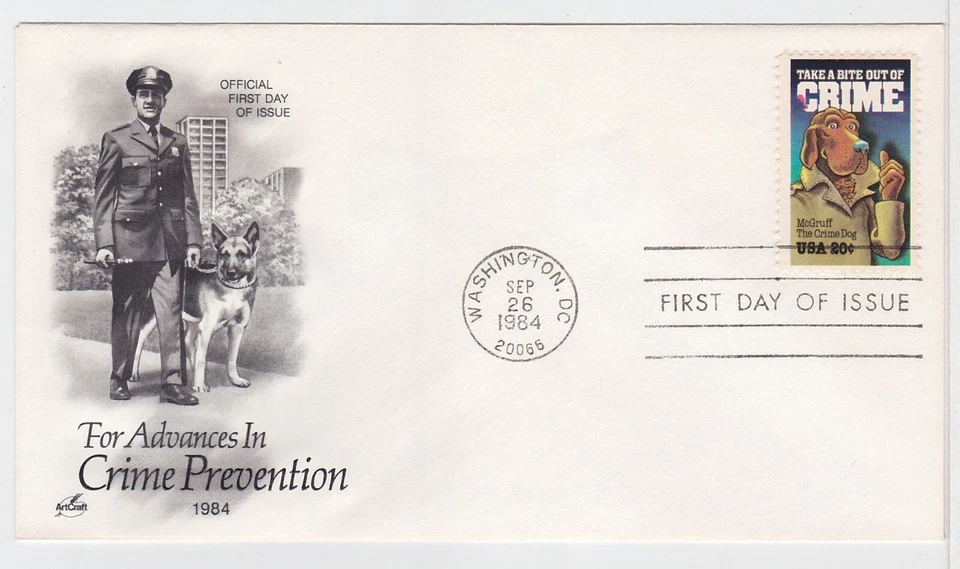 OFFICIAL
FIRST DAY
OF ISSUE
TAKE A BITE OUT OF
CRIME
McGruff
The Crime Dog
USA 20¢
WASHINGTON, DC
SEP
26
1984
20066
FIRST DAY OF ISSUE
For Advances In
Crime Prevention
1984
ArtCraft